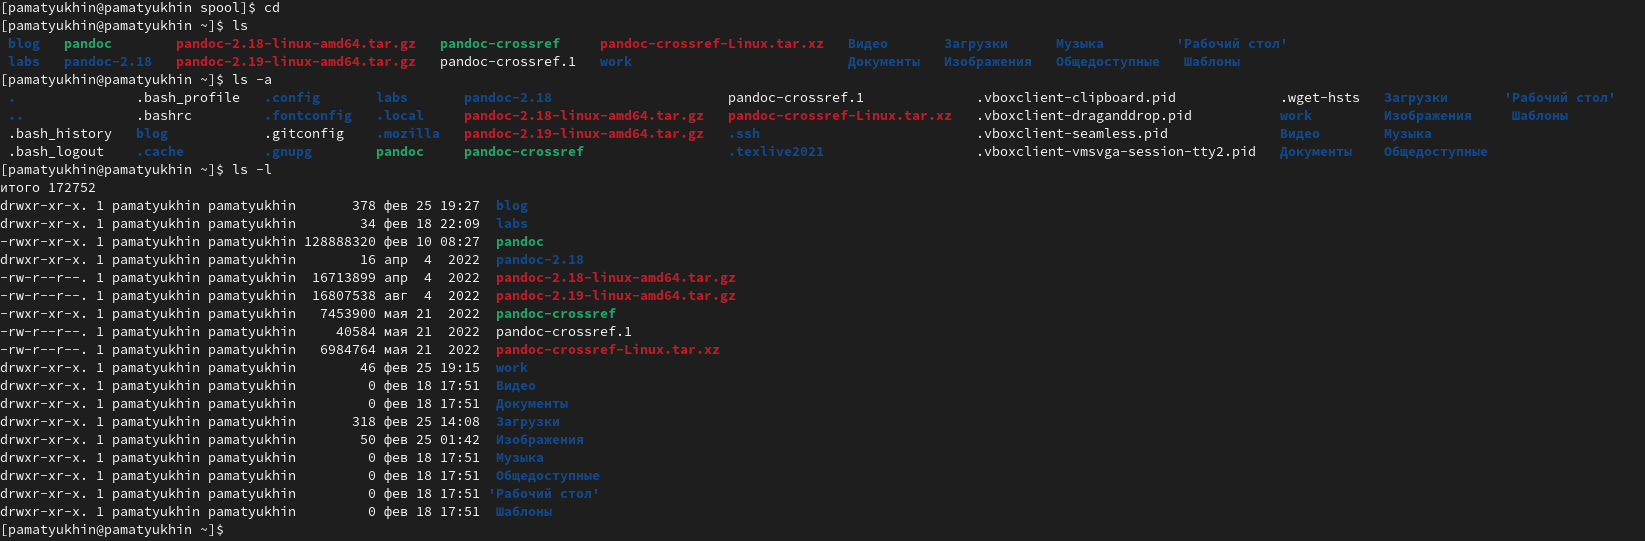 [pamatyukhin@pamatyukhin spool]$ cd
[pamatyukhin@pamatyukhin ~]$ ls
blog pandoc pandoc-2.18-linux-amd64.tar.gz pandoc-crossref pandoc-crossref-Linux.tar.xz Видео Загрузки Музыка 'Рабочий стол'
labs pandoc-2.18 pandoc-2.19-linux-amd64.tar.gz pandoc-crossref.1 work Документы Изображения Общедоступные Шаблоны
[pamatyukhin@pamatyukhin ~]$ ls -a
. .bash_profile .config labs pandoc-2.18 pandoc-crossref.1 .vboxclient-clipboard.pid .wget-hsts Загрузки 'Рабочий стол'
.. .bashrc .fontconfig .local pandoc-2.18-linux-amd64.tar.gz pandoc-crossref-Linux.tar.xz .vboxclient-draganddrop.pid work Изображения Шаблоны
.bash_history blog .gitconfig .mozilla pandoc-2.19-linux-amd64.tar.gz .ssh .vboxclient-seamless.pid Видео Музыка
.bash_logout .cache .gnupg pandoc pandoc-crossref .texlive2021 .vboxclient-vmsvga-session-tty2.pid Документы Общедоступные
[pamatyukhin@pamatyukhin ~]$ ls -l
итого 172752
drwxr-xr-x. 1 pamatyukhin pamatyukhin 378 фев 25 19:27 blog
drwxr-xr-x. 1 pamatyukhin pamatyukhin 34 фев 18 22:09 labs
-rwxr-xr-x. 1 pamatyukhin pamatyukhin 128888320 фев 10 08:27 pandoc
drwxr-xr-x. 1 pamatyukhin pamatyukhin 16 апр 4 2022 pandoc-2.18
-rw-r--r--. 1 pamatyukhin pamatyukhin 16713899 апр 4 2022 pandoc-2.18-linux-amd64.tar.gz
-rw-r--r--. 1 pamatyukhin pamatyukhin 16807538 авг 4 2022 pandoc-2.19-linux-amd64.tar.gz
-rwxr-xr-x. 1 pamatyukhin pamatyukhin 7453900 мая 21 2022 pandoc-crossref
-rw-r--r--. 1 pamatyukhin pamatyukhin 40584 мая 21 2022 pandoc-crossref.1
-rw-r--r--. 1 pamatyukhin pamatyukhin 6984764 мая 21 2022 pandoc-crossref-Linux.tar.xz
drwxr-xr-x. 1 pamatyukhin pamatyukhin 46 фев 25 19:15 work
drwxr-xr-x. 1 pamatyukhin pamatyukhin 0 фев 18 17:51 Видео
drwxr-xr-x. 1 pamatyukhin pamatyukhin 0 фев 18 17:51 Документы
drwxr-xr-x. 1 pamatyukhin pamatyukhin 318 фев 25 14:08 Загрузки
drwxr-xr-x. 1 pamatyukhin pamatyukhin 50 фев 25 01:42 Изображения
drwxr-xr-x. 1 pamatyukhin pamatyukhin 0 фев 18 17:51 Музыка
drwxr-xr-x. 1 pamatyukhin pamatyukhin 0 фев 18 17:51 Общедоступные
drwxr-xr-x. 1 pamatyukhin pamatyukhin 0 фев 18 17:51 'Рабочий стол'
drwxr-xr-x. 1 pamatyukhin pamatyukhin 0 фев 18 17:51 Шаблоны
[pamatyukhin@pamatyukhin ~]$